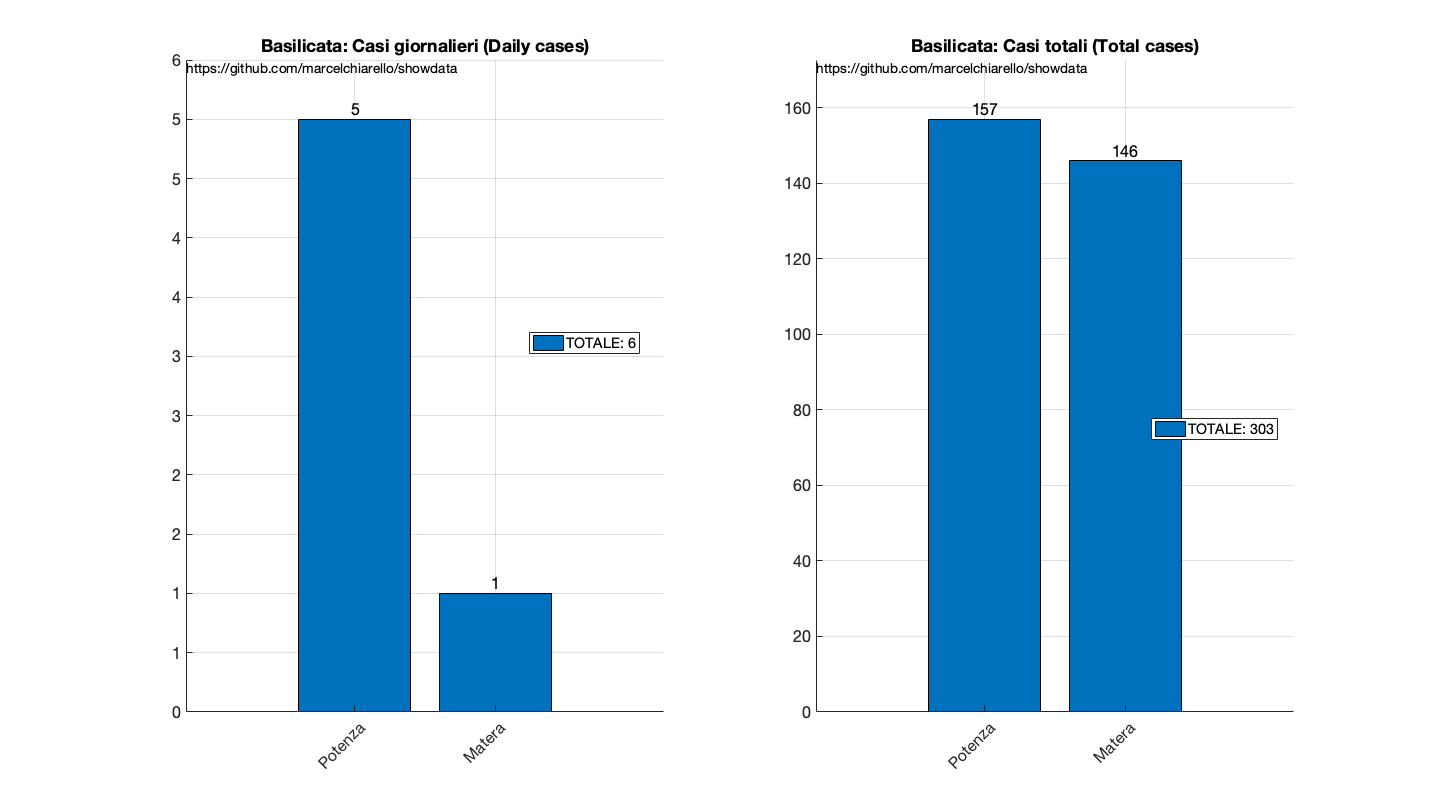 Basilicata: Casi giornalieri (Daily cases)
https://github.com/marcelchiarello/showdata
6
5
5
4
4
3
3
2
2
1
1
0
5
1
TOTALE: 6
Potenza
Matera
Basilicata: Casi totali (Total cases)
https://github.com/marcelchiarello/showdata
160
140
120
100
80
60
40
20
0
157
146
TOTALE: 303
Potenza
Matera